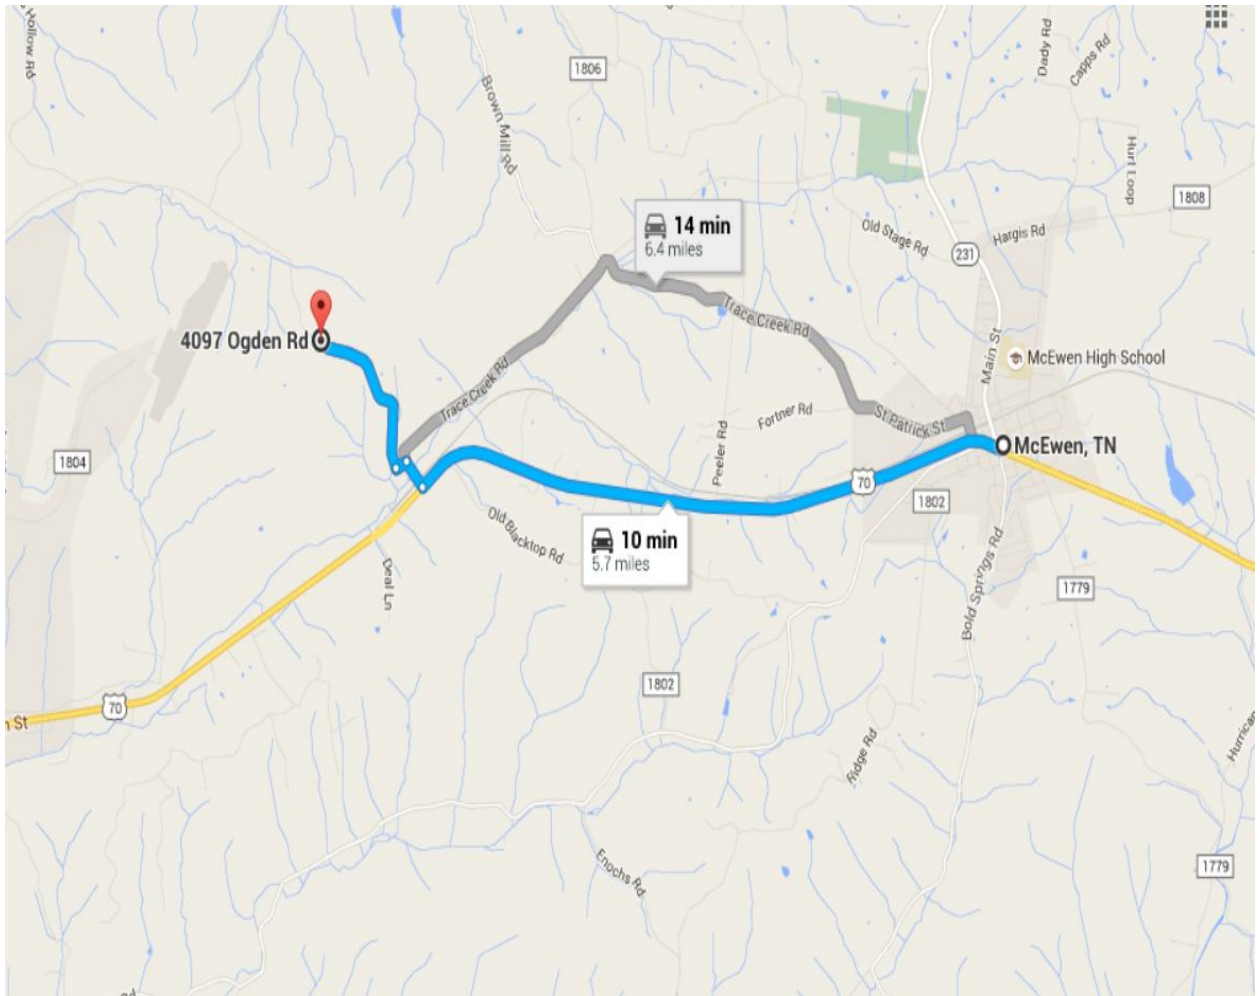 Hollow Rd
1806
Brown Mill Rd
Dady Rd
Capps Rd
Hurt Loop
1808
14 min
6.4 miles
Old Stage Rd
Hargis Rd
231
4097 Ogden Rd
Trace Creek Rd
Main St
McEwen High School
Trace Creek Rd
Fortner Rd
St Patrick St
Peeler Rd
McEwen, TN
1804
70
1802
Old Blacktop Rd
10 min
5.7 miles
Deal Ln
Bold Springs Rd
1779
1802
70
St
Ridge Rd
Enochs Rd
1779
Rd